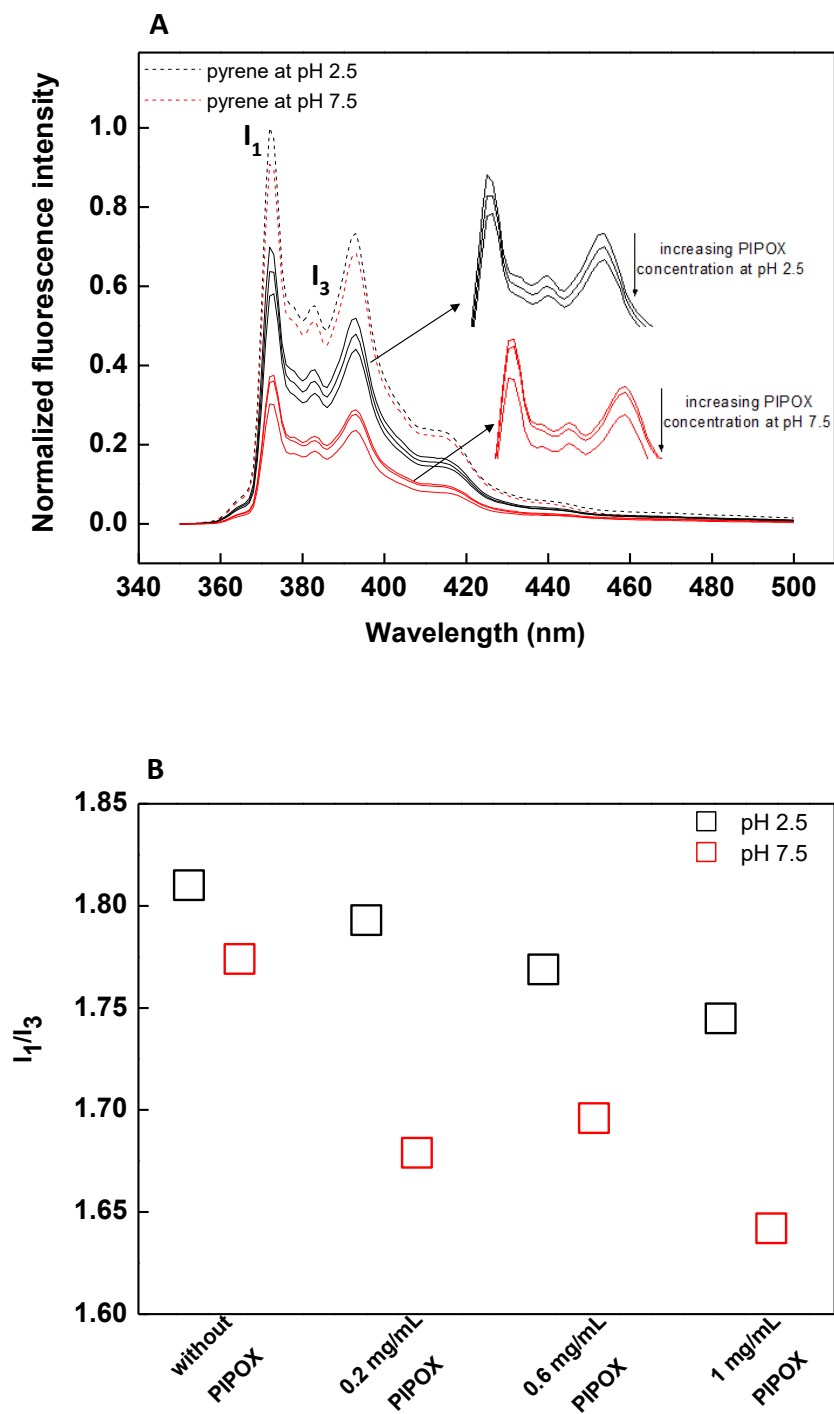 A
pyrene at pH 2.5
pyrene at pH 7.5
I1
I3
increasing PIPOX
concentration at pH 2.5
increasing PIPOX
concentration at pH 7.5
Normalized fluorescence intensity
1.0
0.8
0.6
0.4
0.2
0.0
340 360 380 400 420 440 460 480 500
Wavelength (nm)
B
pH 2.5
pH 7.5
I1/I3
1.85
1.80
1.75
1.70
1.65
1.60
without
PIPOX
0.2 mg/mL
PIPOX
0.6 mg/mL
PIPOX
1 mg/mL
PIPOX